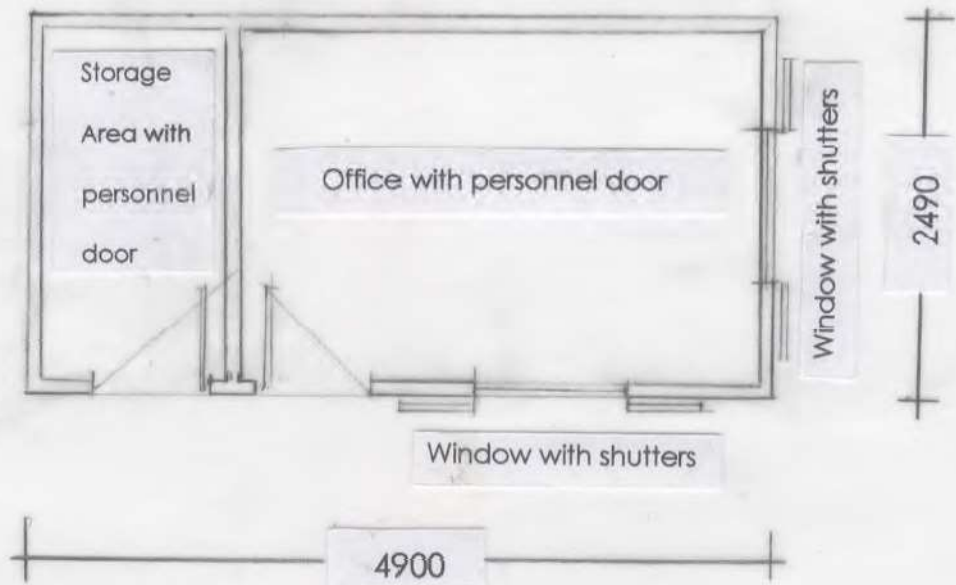 Storage
Area with
personnel
door
Office with personnel door
Window with shutters
2490
Window with shutters
4900